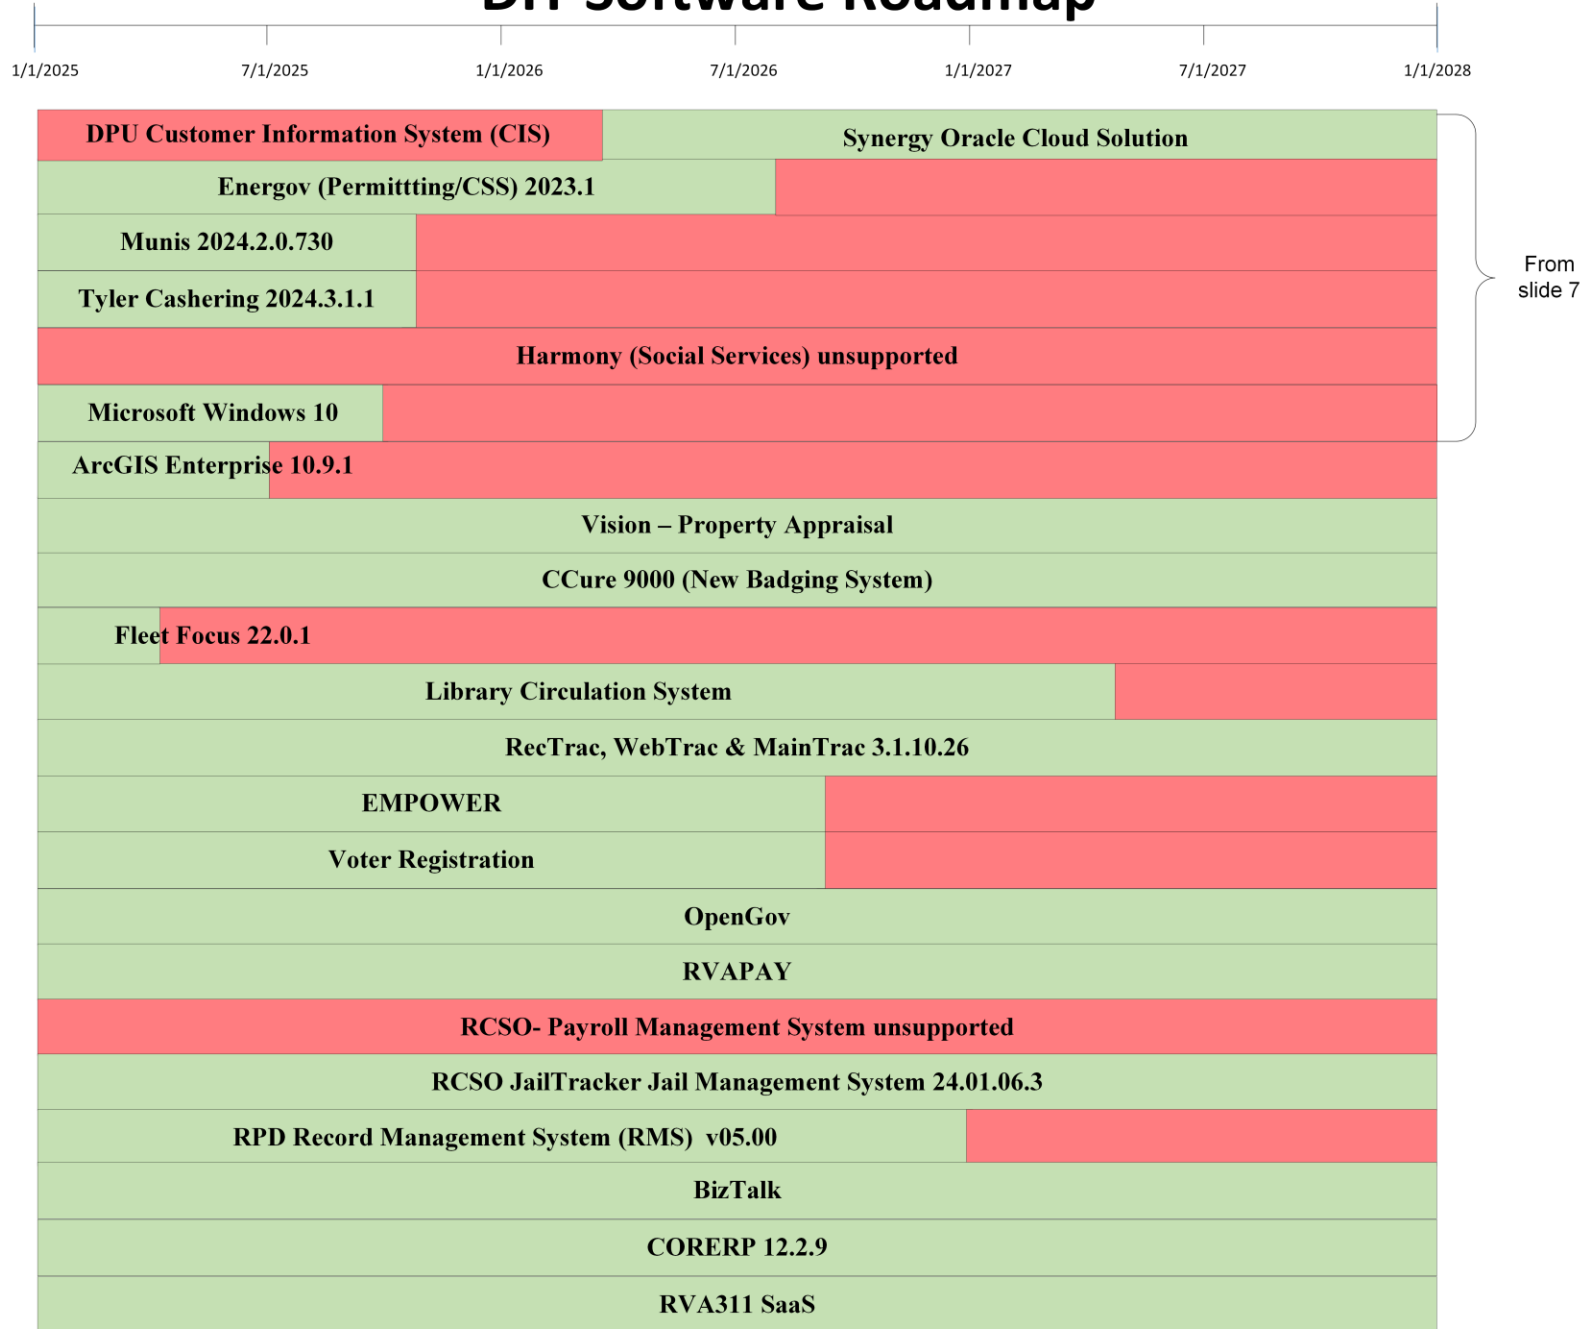 DIT Software Roadmap
1/1/2025 7/1/2025 1/1/2026 7/1/2026 1/1/2027 7/1/2027 1/1/2028
DPU Customer Information System (CIS) Synergy Oracle Cloud Solution
Energov (Permittting/CSS) 2023.1
Munis 2024.2.0.730
From
slide 7
Tyler Cashering 2024.3.1.1
Harmony (Social Services) unsupported
Microsoft Windows 10
ArcGIS Enterprise 10.9.1
Vision – Property Appraisal
CCure 9000 (New Badging System)
Fleet Focus 22.0.1
Library Circulation System
RecTrac, WebTrac & MainTrac 3.1.10.26
EMPOWER
Voter Registration
OpenGov
RVAPAY
RCSO- Payroll Management System unsupported
RCSO JailTracker Jail Management System 24.01.06.3
RPD Record Management System (RMS) v05.00
BizTalk
CORERP 12.2.9
RVA311 SaaS